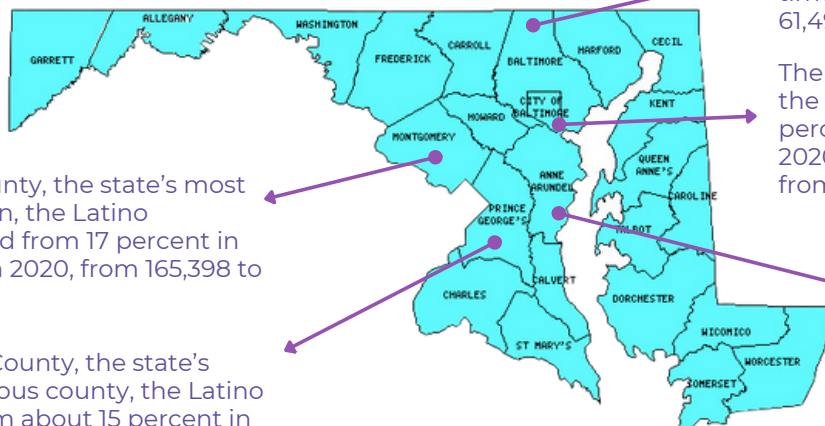 ALLEGANY
WASHINGTON
GARRETT
FREDERICK
CARROLL
BALTIMORE
HARFORD
CECIL
CITY OF
BALTIMORE
KENT
HOWARD
MONTGOMERY
ANNE
ARUNDEL
QUEEN
ANNE'S
CAROLINE
PRINCE
GEORGE'S
TALBOT
CALVERT
CHARLES
DORCHESTER
ST MARY'S
WICOMICO
WORCESTER
SOMERSET
61,49
The
the
perc
2020
from
unty, the state's most
n, the Latino
d from 17 percent in
2020, from 165,398 to
County, the state's
ous county, the Latino
m about 15 percent in